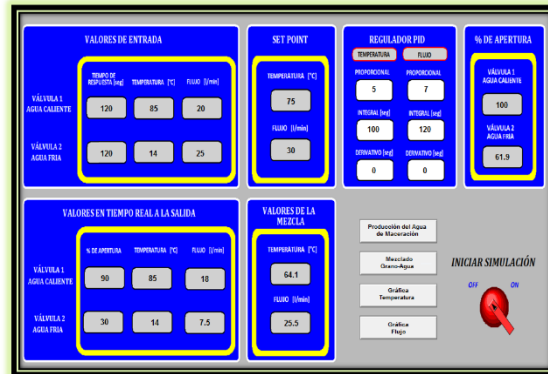 VALORES DE ENTRADA
TIEMPO DE RESPUESTA [seg]
TEMPERATURA [°C]
FLUJO [l/min]
VÁLVULA 1
AGUA CALIENTE
120
85
20
VÁLVULA 2
AGUA FRIA
120
14
25
SET POINT
TEMPERATURA [°C]
75
FLUJO [l/min]
30
REGULADOR PID
TEMPERATURA
FLUJO
PROPORCIONAL
PROPORCIONAL
5
7
INTEGRAL [seg]
INTEGRAL [seg]
100
120
DERIVATIVO [seg]
DERIVATIVO [seg]
0
0
% DE APERTURA
VÁLVULA 1
AGUA CALIENTE
100
VÁLVULA 2
AGUA FRIA
61.9
VALORES EN TIEMPO REAL A LA SALIDA
% DE APERTURA
TEMPERATURA [°C]
FLUJO [l/min]
VÁLVULA 1
AGUA CALIENTE
90
85
18
VÁLVULA 2
AGUA FRIA
30
14
7.5
VALORES DE LA
MEZCLA
TEMPERATURA [°C]
64.1
FLUJO [l/min]
25.5
Producción del Agua
de Maceración
Mezclado
Grano-Agua
Gráfica
Temperatura
Gráfica
Flujo
INICIAR SIMULACIÓN
OFF
ON